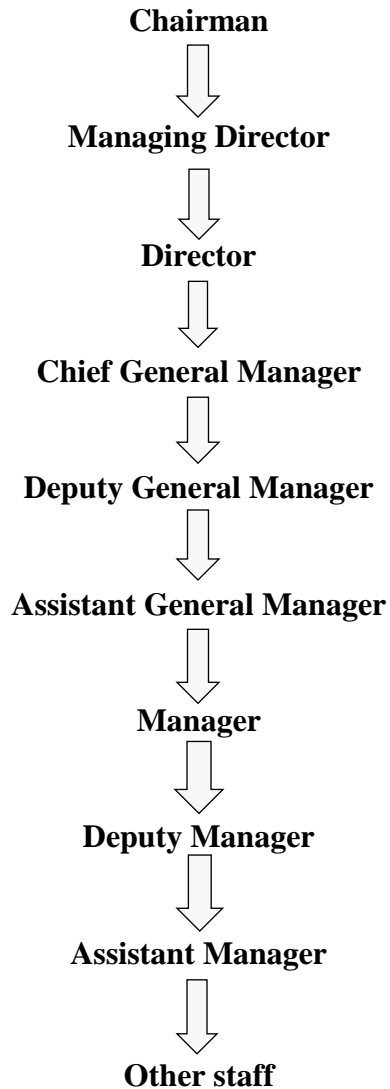 Chairman
Managing Director
Director
Chief General Manager
Deputy General Manager
Assistant General Manager
Manager
Deputy Manager
Assistant Manager
Other staff